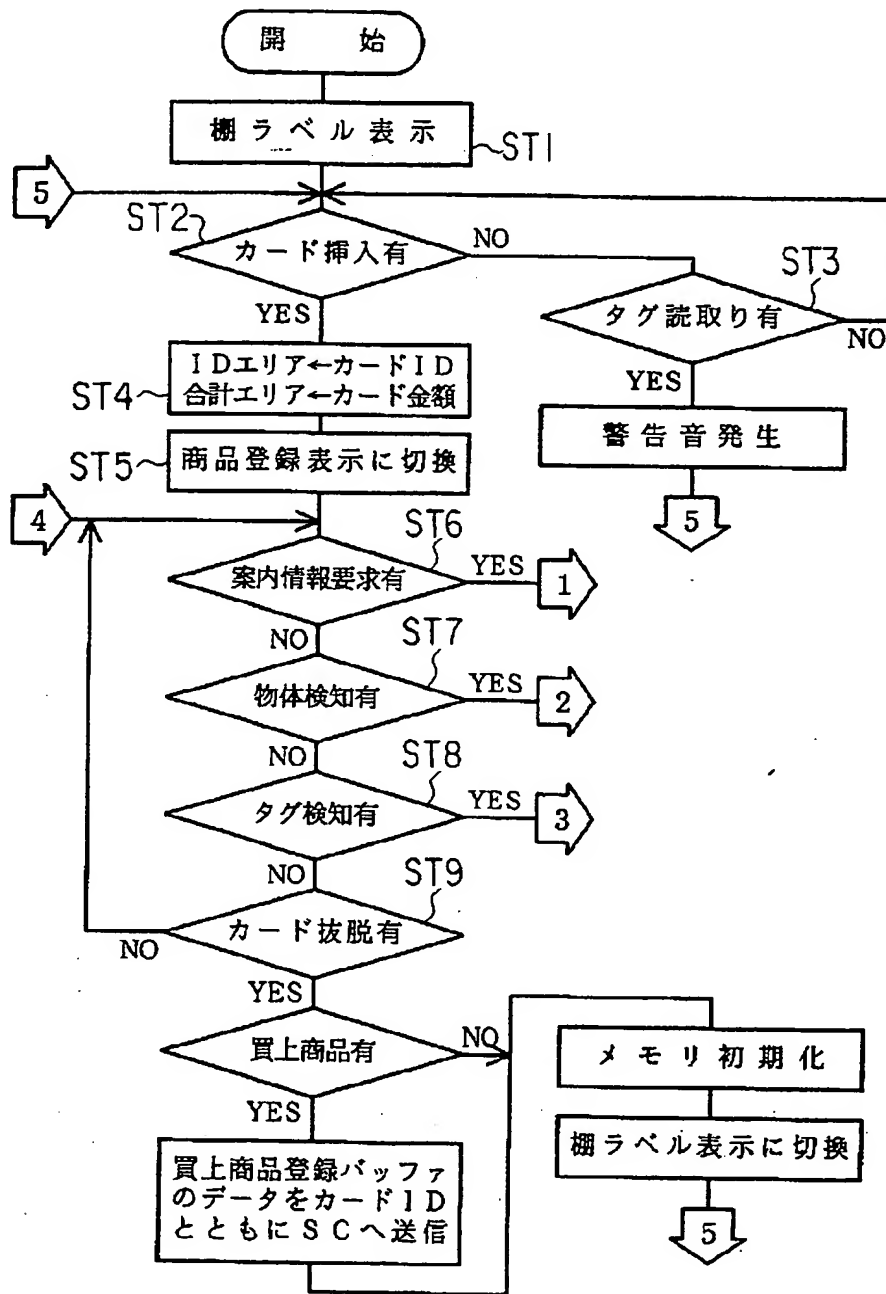 開　始
棚ラベル表示
ST1
5
ST2
カード挿入有
NO
ST3
タグ読取り有
NO
YES
YES
IDエリア←カードID
合計エリア←カード金額
ST4
警告音発生
ST5
商品登録表示に切換
5
4
ST6
案内情報要求有
YES
1
NO
ST7
物体検知有
YES
2
NO
ST8
タグ検知有
YES
3
NO
ST9
カード抜脱有
NO
YES
買上商品有
NO
メモリ初期化
YES
棚ラベル表示に切換
買上商品登録バッファ
のデータをカードID
とともにSCへ送信
5